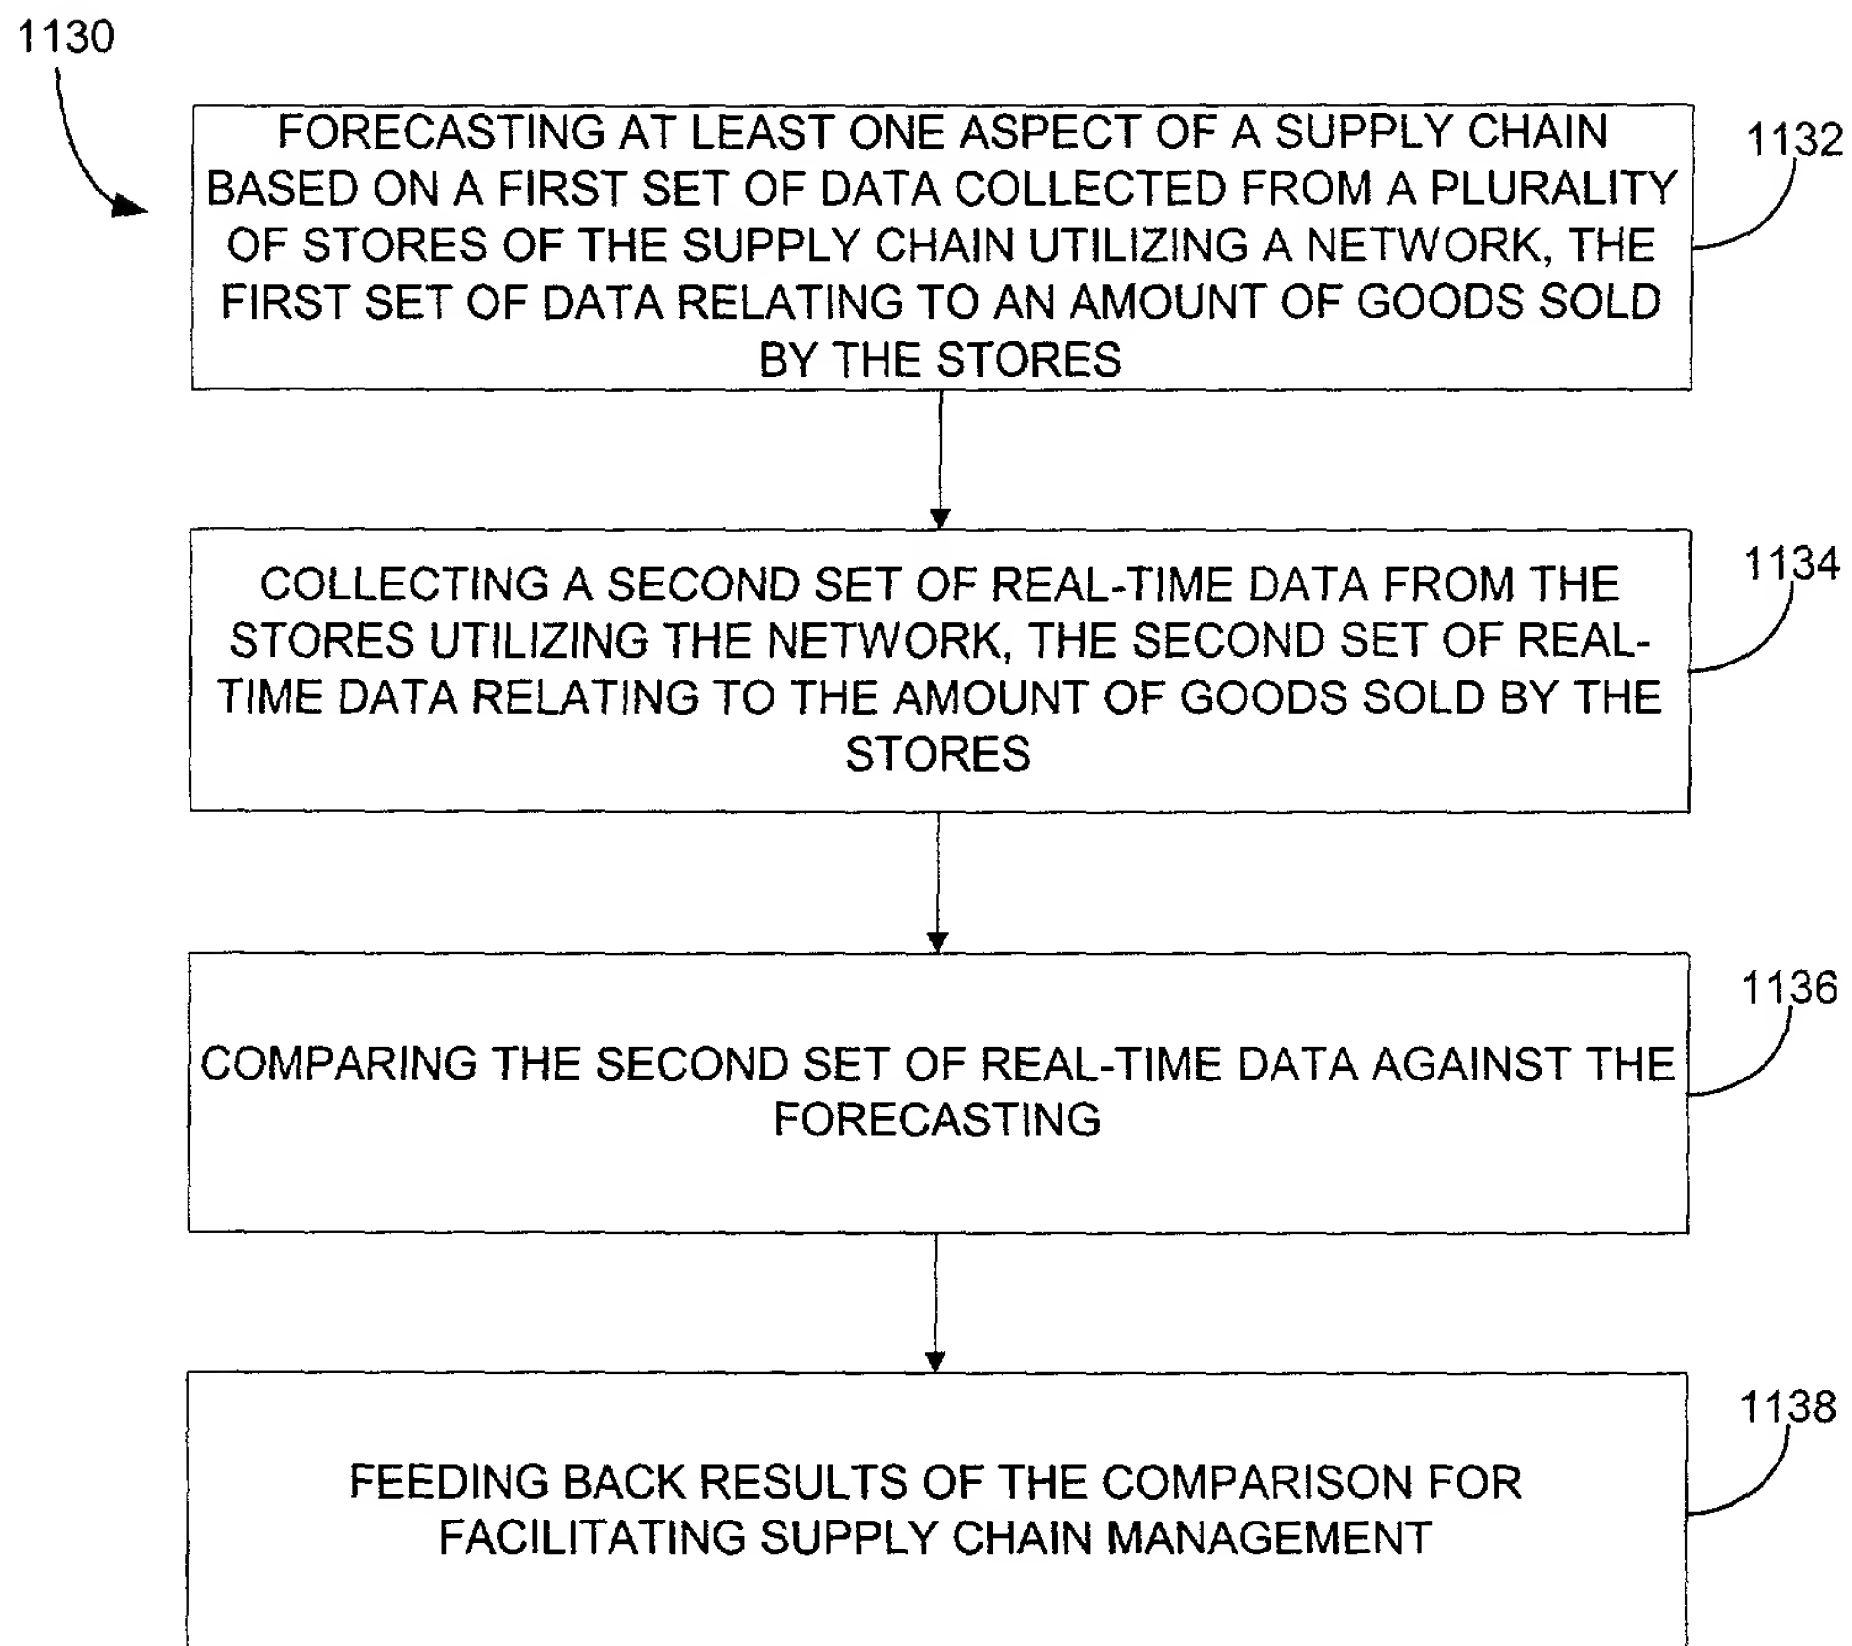 1130
FORECASTING AT LEAST ONE ASPECT OF A SUPPLY CHAIN
BASED ON A FIRST SET OF DATA COLLECTED FROM A PLURALITY
OF STORES OF THE SUPPLY CHAIN UTILIZING A NETWORK, THE
FIRST SET OF DATA RELATING TO AN AMOUNT OF GOODS SOLD
BY THE STORES
1132
COLLECTING A SECOND SET OF REAL-TIME DATA FROM THE
STORES UTILIZING THE NETWORK, THE SECOND SET OF REAL-
TIME DATA RELATING TO THE AMOUNT OF GOODS SOLD BY THE
STORES
1134
COMPARING THE SECOND SET OF REAL-TIME DATA AGAINST THE
FORECASTING
1136
FEEDING BACK RESULTS OF THE COMPARISON FOR
FACILITATING SUPPLY CHAIN MANAGEMENT
1138